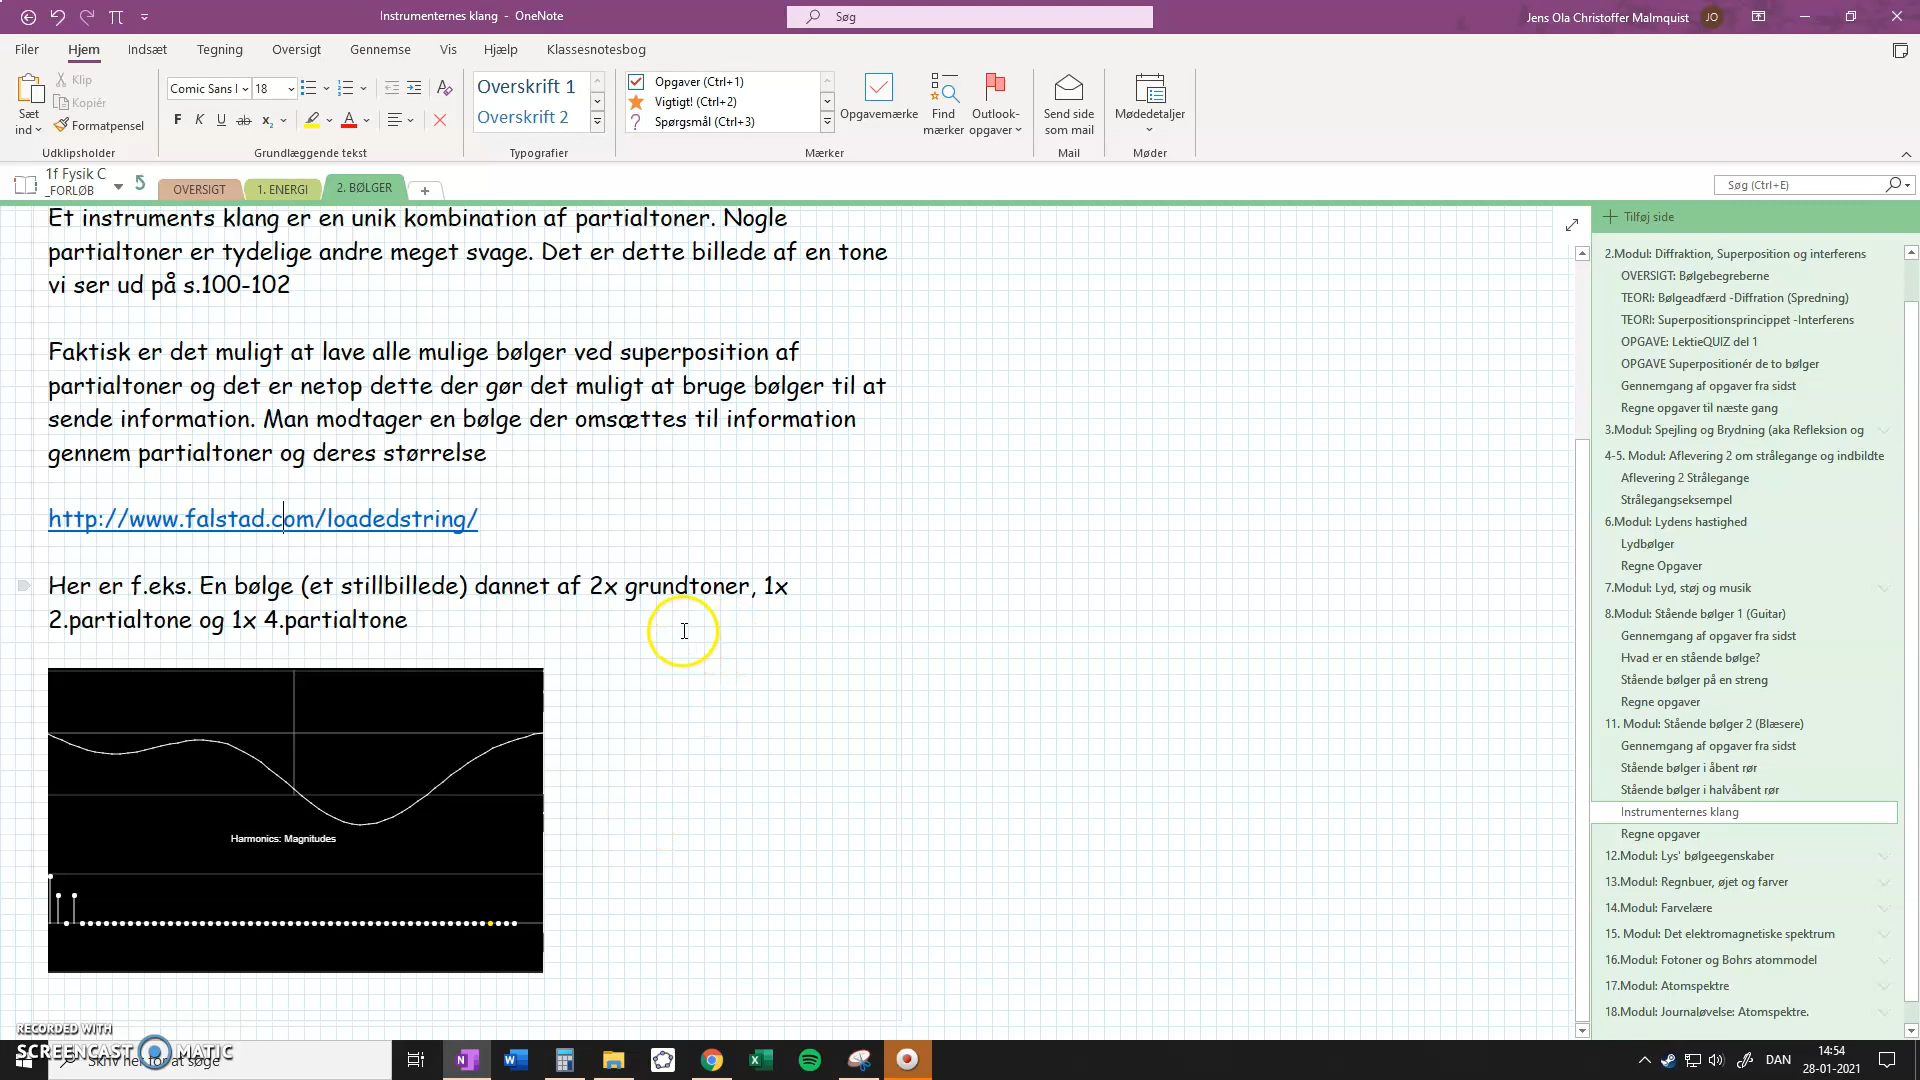 Instrumenternes klang - OneNote
Søg
Jens Ola Christoffer Malmquist
JO
Filer
Hjem
Indsæt
Tegning
Oversigt
Gennemse
Vis
Hjælp
Klassesnotesbog
Sæt ind
Klip
Kopiér
Formatpensel
Udklipsholder
Comic Sans
18
F K U ab x₂ A
Grundlæggende tekst
Overskrift 1
Overskrift 2
Typografier
Opgaver (Ctrl+1)
Vigtigt! (Ctrl+2)
Spørgsmål (Ctrl+3)
Opgavemærke
Find mærker
Outlook-opgaver
Mærker
Send side som mail
Mail
Mødedetaljer
Møder
1f Fysik C
_FORLØB
OVERSIGT
1. ENERGI
2. BØLGER
Søg (Ctrl+E)
Et instruments klang er en unik kombination af partialtoner. Nogle
partialtoner er tydelige andre meget svage. Det er dette billede af en tone
vi ser ud på s.100-102
Faktisk er det muligt at lave alle mulige bølger ved superposition af
partialtoner og det er netop dette der gør det muligt at bruge bølger til at
sende information. Man modtager en bølge der omsættes til information
gennem partialtoner og deres størrelse
http://www.falstad.com/loadedstring/
Her er f.eks. En bølge (et stillbillede) dannet af 2x grundtoner, 1x
2.partialtone og 1x 4.partialtone
Harmonics: Magnitudes
Tilføj side
2.Modul: Diffraktion, Superposition og interferens
OVERSIGT: Bølgebegreberne
TEORI: Bølgeadfærd -Diffration (Spredning)
TEORI: Superpositionsprincippet -Interferens
OPGAVE: LektieQUIZ del 1
OPGAVE Superpositionér de to bølger
Gennemgang af opgaver fra sidst
Regne opgaver til næste gang
3.Modul: Spejling og Brydning (aka Refleksion og
4-5. Modul: Aflevering 2 om strålegange og indbildte
Aflevering 2 Strålegange
Strålegangseksempel
6.Modul: Lydens hastighed
Lydbølger
Regne Opgaver
7.Modul: Lyd, støj og musik
8.Modul: Stående bølger 1 (Guitar)
Gennemgang af opgaver fra sidst
Hvad er en stående bølge?
Stående bølger på en streng
Regne opgaver
11. Modul: Stående bølger 2 (Blæsere)
Gennemgang af opgaver fra sidst
Stående bølger i åbent rør
Stående bølger i halvåbent rør
Instrumenternes klang
Regne opgaver
12.Modul: Lys' bølgeegenskaber
13.Modul: Regnbuer, øjet og farver
14.Modul: Farvelære
15. Modul: Det elektromagnetiske spektrum
16.Modul: Fotoner og Bohrs atommodel
17.Modul: Atomspektre
18.Modul: Journaløvelse: Atomspektre.
RECORDED WITH
SCREENCAST MATIC
Skriv her for at søge
DAN
14:54
28-01-2021